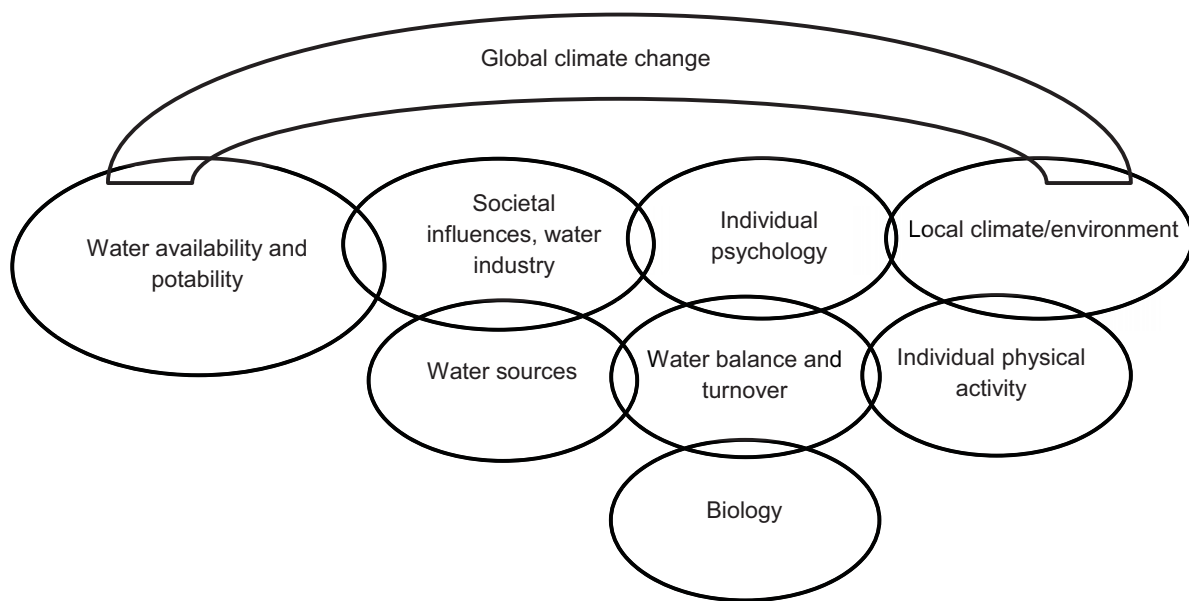 Global climate change
Water availability and
potability
Societal
influences, water
industry
Individual
psychology
Local climate/environment
Water sources
Water balance and
turnover
Individual physical
activity
Biology